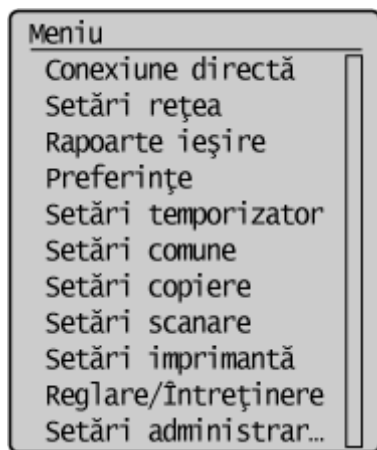 Meniu
Conexiune directă
Setări reţea
Rapoarte ieşire
Preferinţe
Setări temporizator
Setări comune
Setări copiere
Setări scanare
Setări imprimantă
Reglare/Întreţinere
Setări administrar...